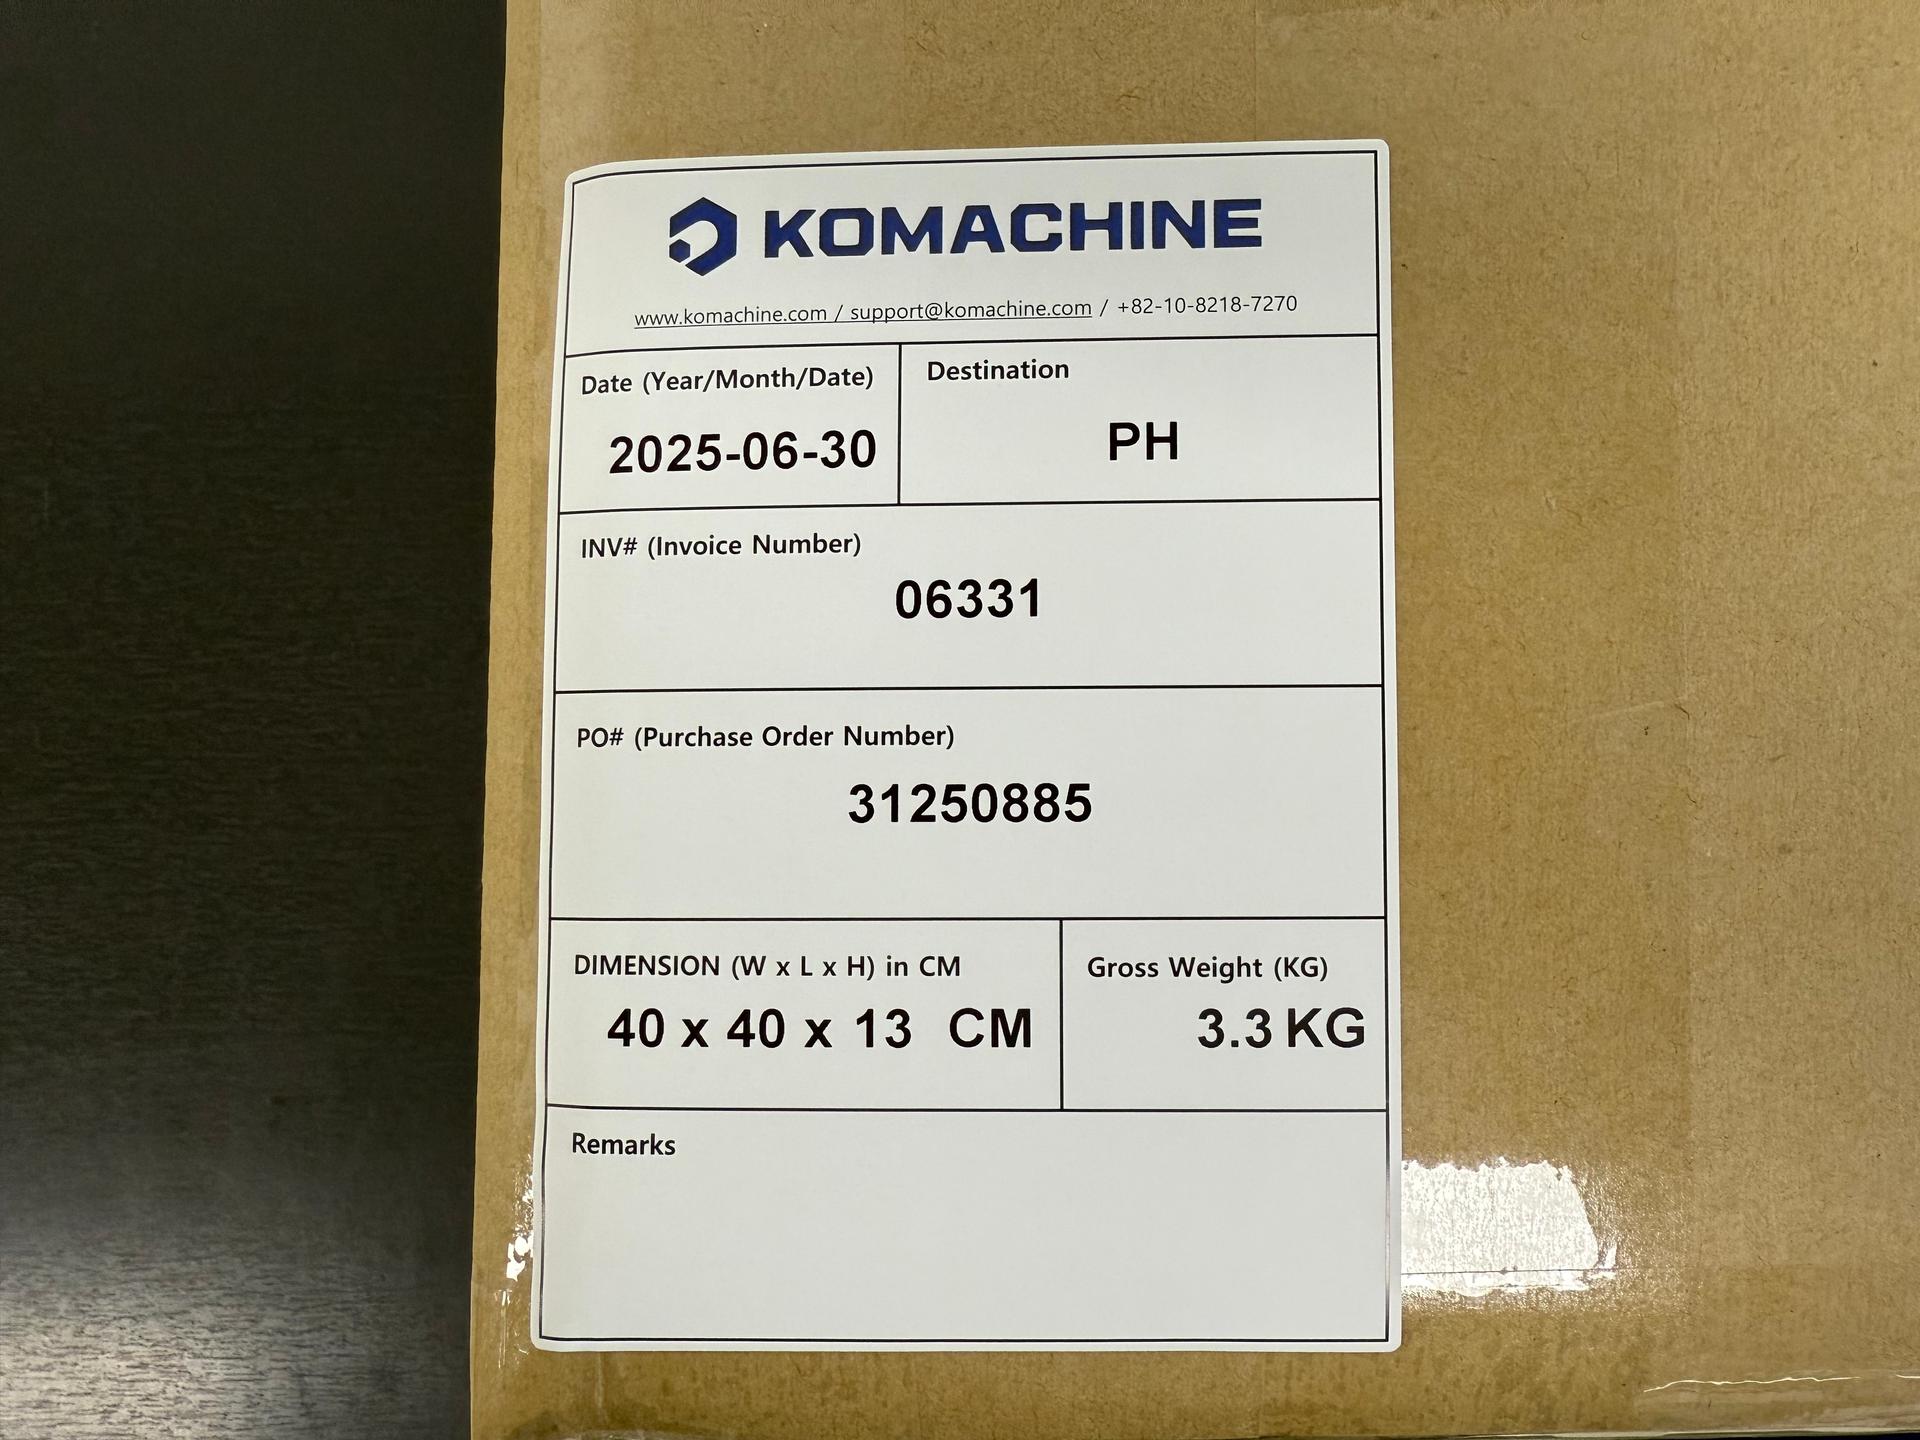 KOMACHINE
www.komachine.com / support@komachine.com / +82-10-8218-7270
Date (Year/Month/Date)
2025-06-30
Destination
PH
INV# (Invoice Number)
06331
PO# (Purchase Order Number)
31250885
DIMENSION (W x L x H) in CM
40 x 40 x 13 CM
Gross Weight (KG)
3.3 KG
Remarks